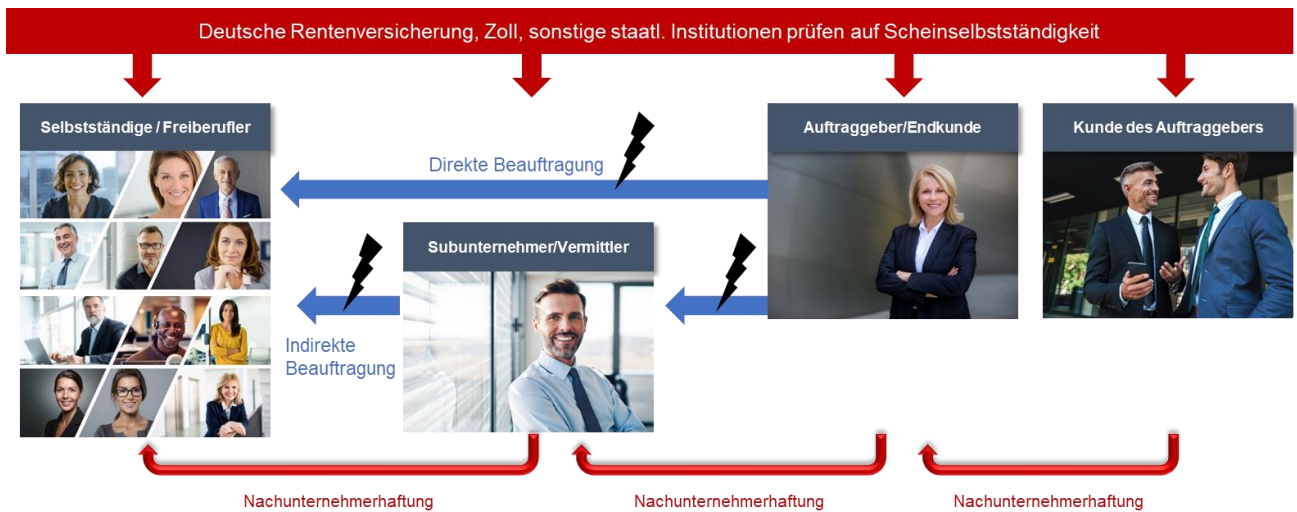 Deutsche Rentenversicherung, Zoll, sonstige staatl. Institutionen prüfen auf Scheinselbstständigkeit
Selbstständige / Freiberufler
Auftraggeber/Endkunde
Kunde des Auftraggebers
Direkte Beauftragung
Subunternehmer/Vermittler
Indirekte
Beauftragung
Nachunternehmerhaftung
Nachunternehmerhaftung
Nachunternehmerhaftung